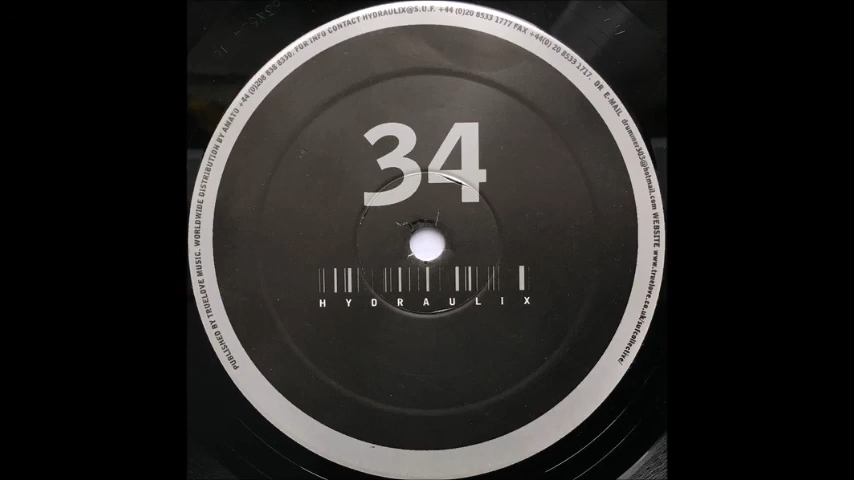 PUBLISHED BY TRUELOVE MUSIC. WORLDWIDE DISTRIBUTION BY AMATO +44 (0)208 838 8330. FOR INFO CONTACT HYDRAULIX@S.U.F. +44 (0)20 8533 1777 FAX +44(0) 20 8533 1717. OR E-MAIL drummer303@hotmail.com WEBSITE www.truelove.co.uk/sufcollective/
34
HYDRAULIX